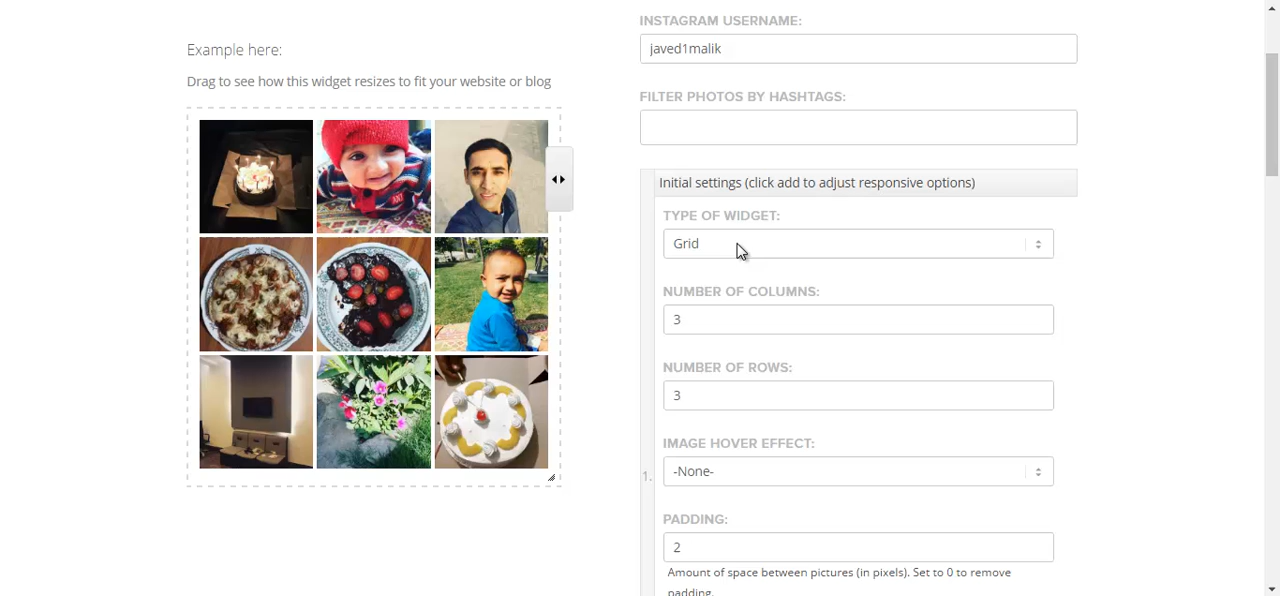 Example here:
Drag to see how this widget resizes to fit your website or blog
INSTAGRAM USERNAME:
javed1malik
FILTER PHOTOS BY HASHTAGS:
Initial settings (click add to adjust responsive options)
TYPE OF WIDGET:
Grid
NUMBER OF COLUMNS:
3
NUMBER OF ROWS:
3
IMAGE HOVER EFFECT:
-None-
1.
PADDING:
2
Amount of space between pictures (in pixels). Set to 0 to remove
padding.